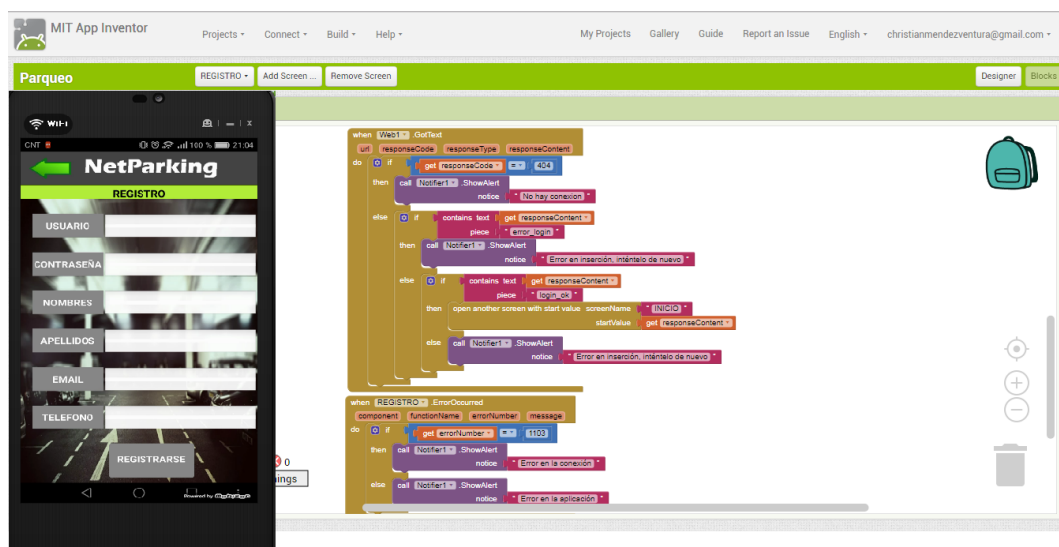 MIT App Inventor
Projects Connect Build Help My Projects Gallery Guide Report an Issue English christianmendezventura@gmail.com
Parqueo REGISTRO Add Screen ... Remove Screen Designer Blocks
WIFI
CNT 100 % 21:04
NetParking
REGISTRO
USUARIO
CONTRASEÑA
NOMBRES
APELLIDOS
EMAIL
TELEFONO
REGISTRARSE
Powered by
0
ings
when Web1 .GotText
url responseCode responseType responseContent
do if get responseCode = 404
then call Notifier1 .ShowAlert
notice " No hay conexion "
else if contains text get responseContent
piece " error_login "
then call Notifier1 .ShowAlert
notice " Error en inserción, inténtelo de nuevo "
else if contains text get responseContent
piece " login_ok "
then open another screen with start value screenName " INICIO "
startValue get responseContent
else call Notifier1 .ShowAlert
notice " Error en inserción, inténtelo de nuevo "
when REGISTRO .ErrorOccurred
component functionName errorNumber message
do if get errorNumber = 1103
then call Notifier1 .ShowAlert
notice " Error en la conexión "
else call Notifier1 .ShowAlert
notice " Error en la aplicación "